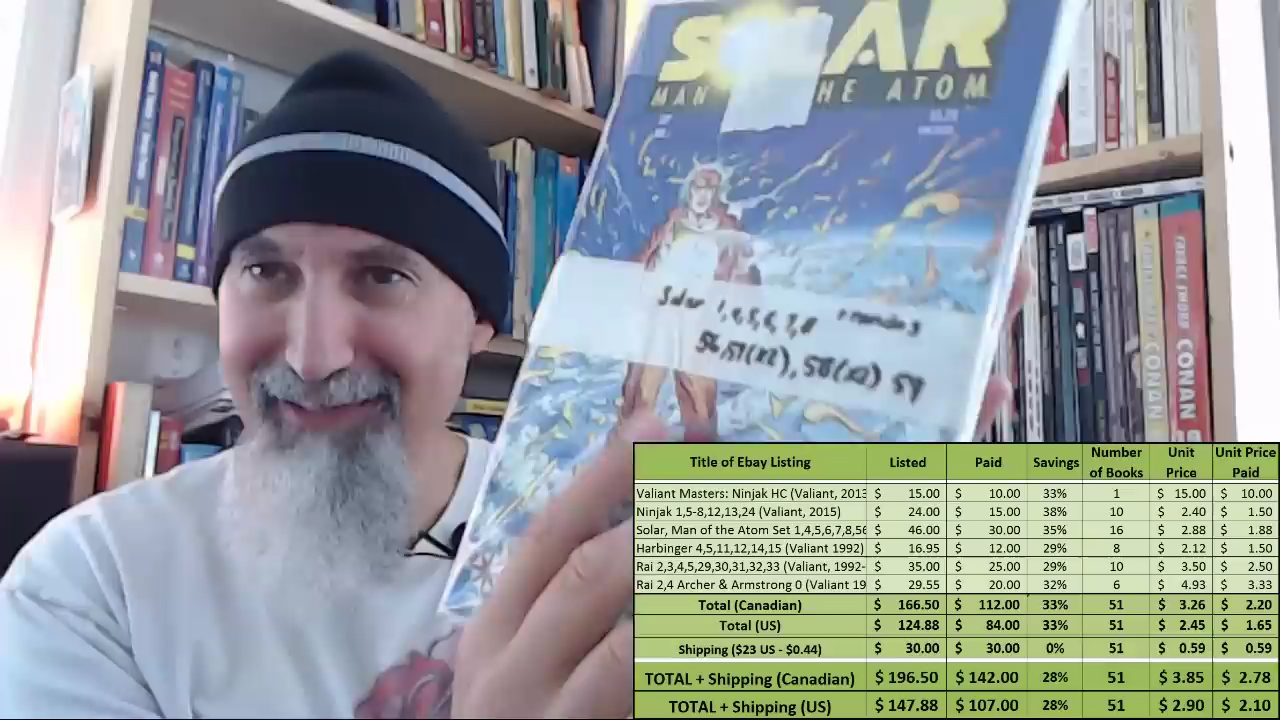 SOLAR
MAN THE ATOM
Solar 1,4,5,6,7,8
56,57(x2), 58(x2) 59
SAVAGE SWORD CONAN
CONAN
Title of Ebay Listing Listed Paid Savings Number of Books Unit Price Unit Price Paid
Valiant Masters: Ninjak HC (Valiant, 2013 $ 15.00 $ 10.00 33% 1 $ 15.00 $ 10.00
Ninjak 1,5-8,12,13,24 (Valiant, 2015) $ 24.00 $ 15.00 38% 10 $ 2.40 $ 1.50
Solar, Man of the Atom Set 1,4,5,6,7,8,56 $ 46.00 $ 30.00 35% 16 $ 2.88 $ 1.88
Harbinger 4,5,11,12,14,15 (Valiant 1992) $ 16.95 $ 12.00 29% 8 $ 2.12 $ 1.50
Rai 2,3,4,5,29,30,31,32,33 (Valiant, 1992- $ 35.00 $ 25.00 29% 10 $ 3.50 $ 2.50
Rai 2,4 Archer & Armstrong 0 (Valiant 19 $ 29.55 $ 20.00 32% 6 $ 4.93 $ 3.33
Total (Canadian) $ 166.50 $ 112.00 33% 51 $ 3.26 $ 2.20
Total (US) $ 124.88 $ 84.00 33% 51 $ 2.45 $ 1.65
Shipping ($23 US - $0.44) $ 30.00 $ 30.00 0% 51 $ 0.59 $ 0.59
TOTAL + Shipping (Canadian) $ 196.50 $ 142.00 28% 51 $ 3.85 $ 2.78
TOTAL + Shipping (US) $ 147.88 $ 107.00 28% 51 $ 2.90 $ 2.10